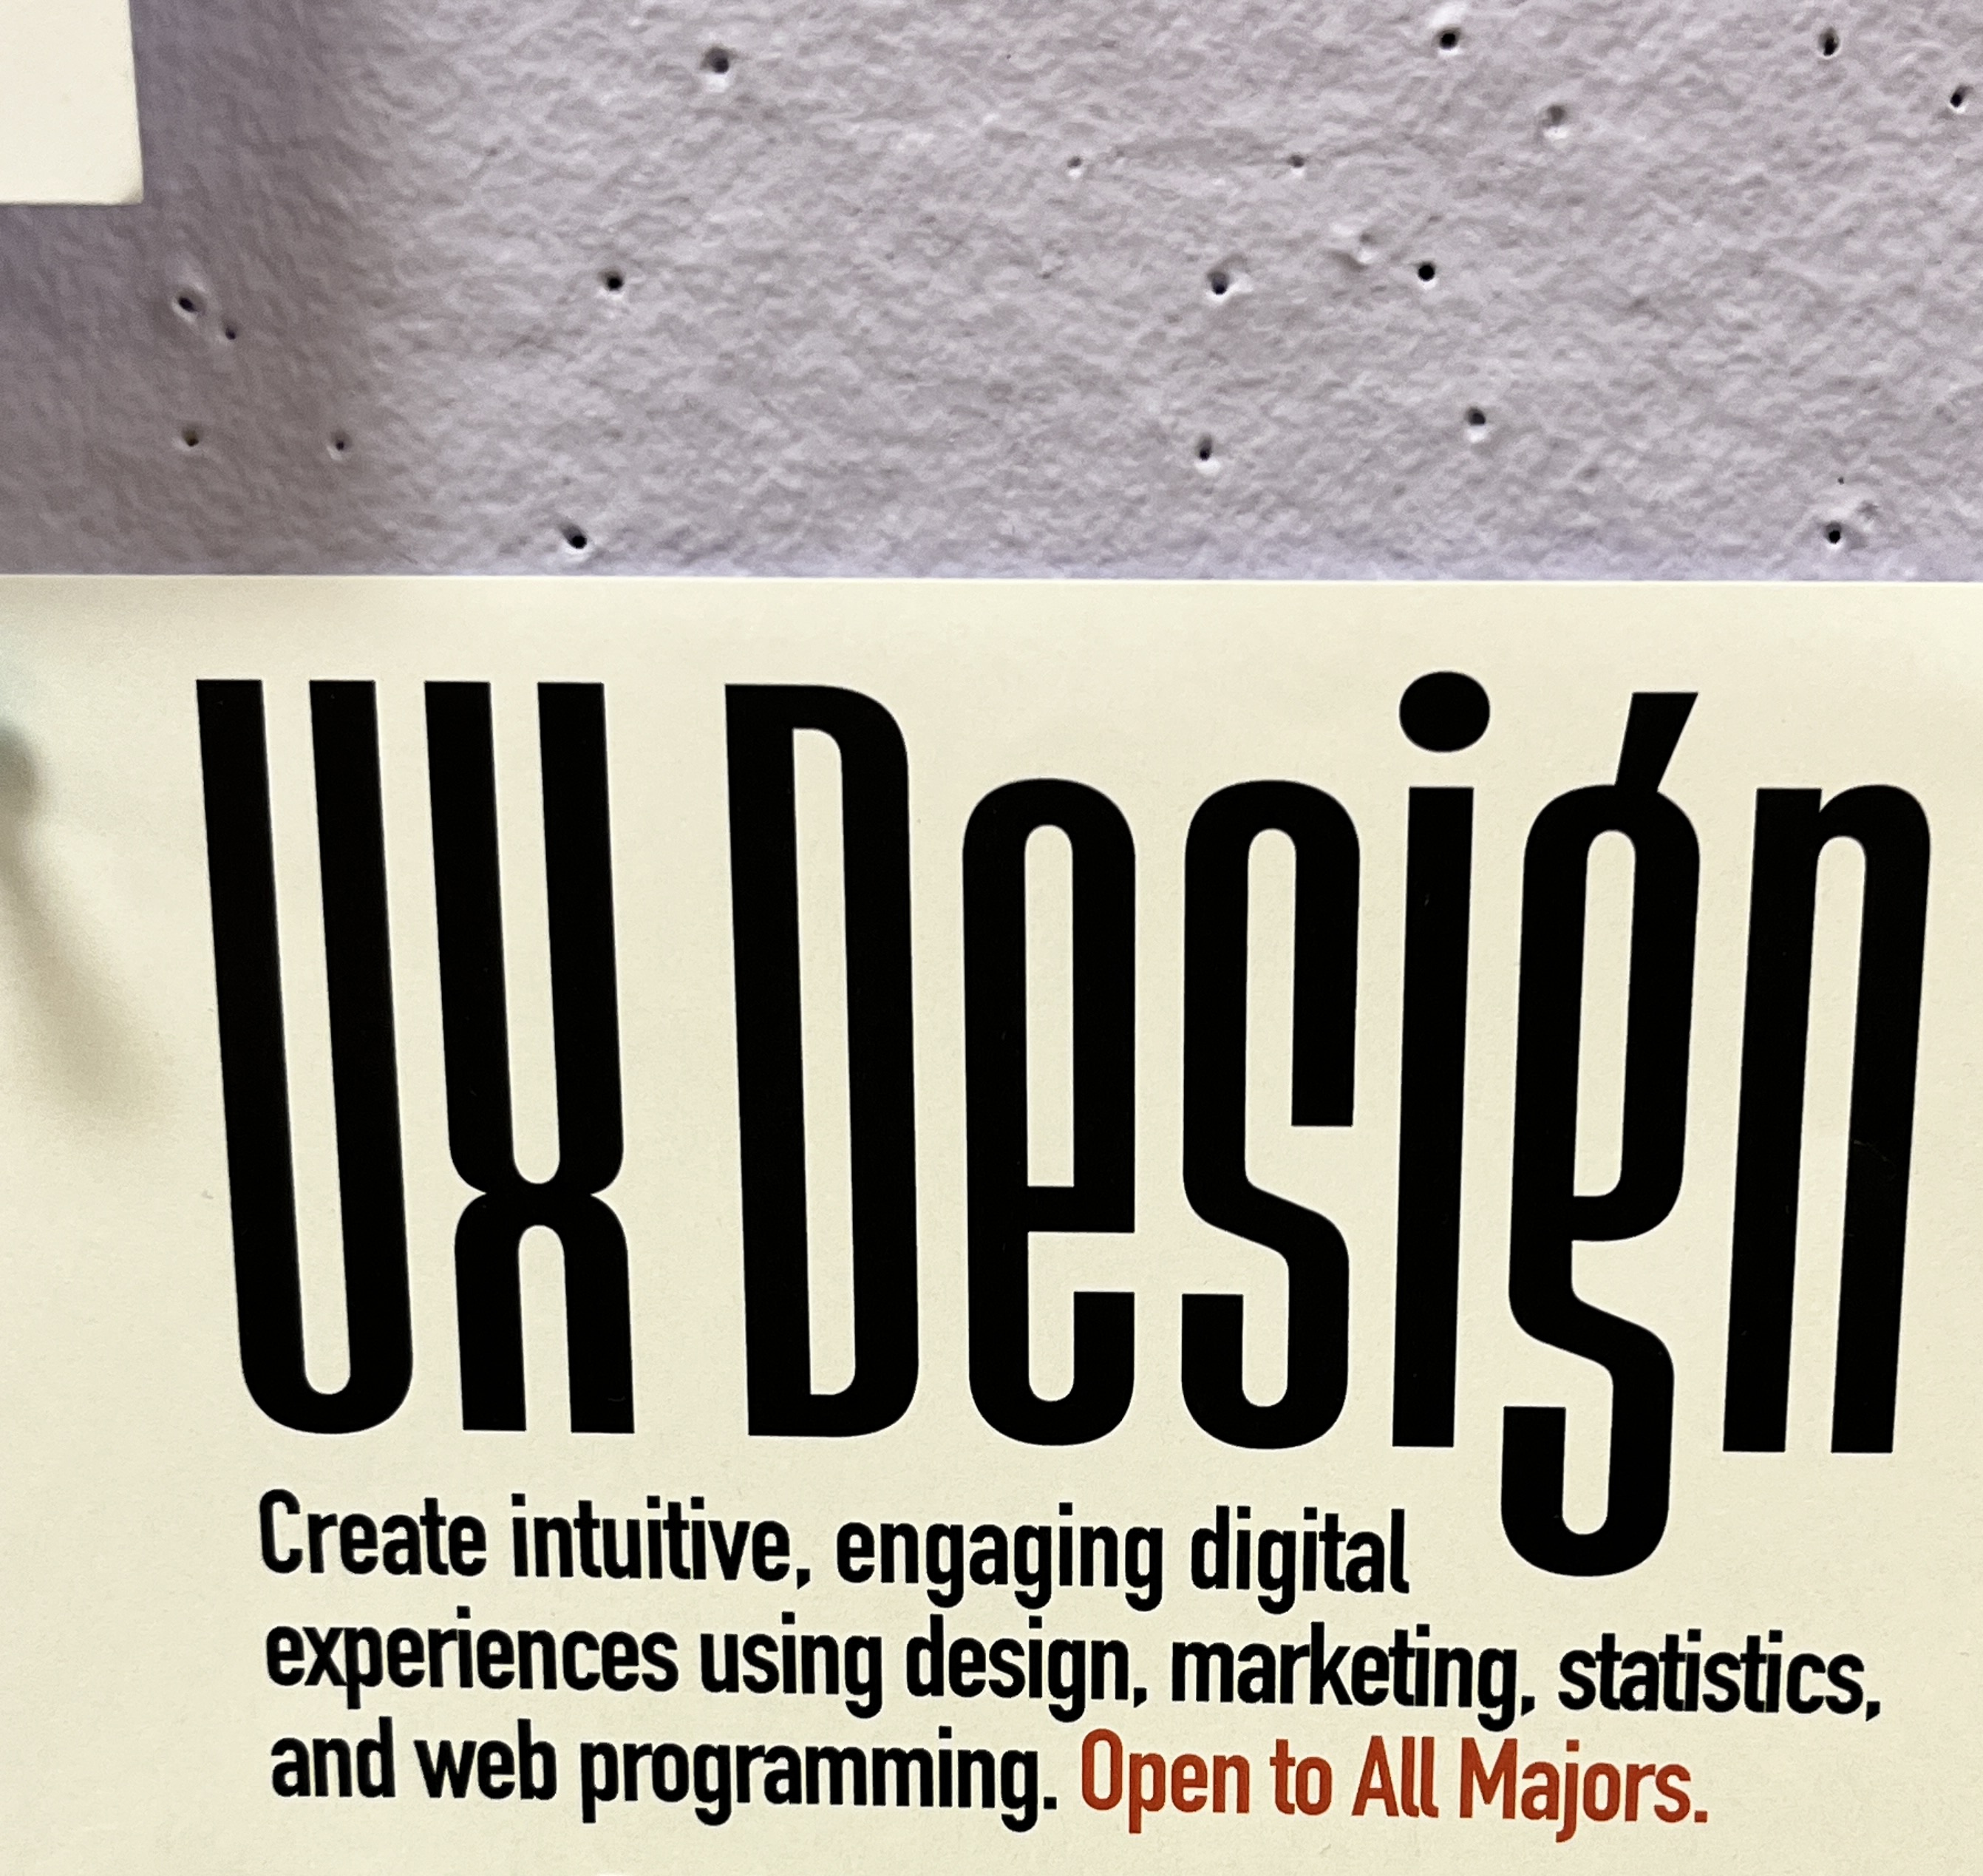 UX Design
Create intuitive, engaging digital
experiences using design, marketing, statistics,
and web programming. Open to All Majors.